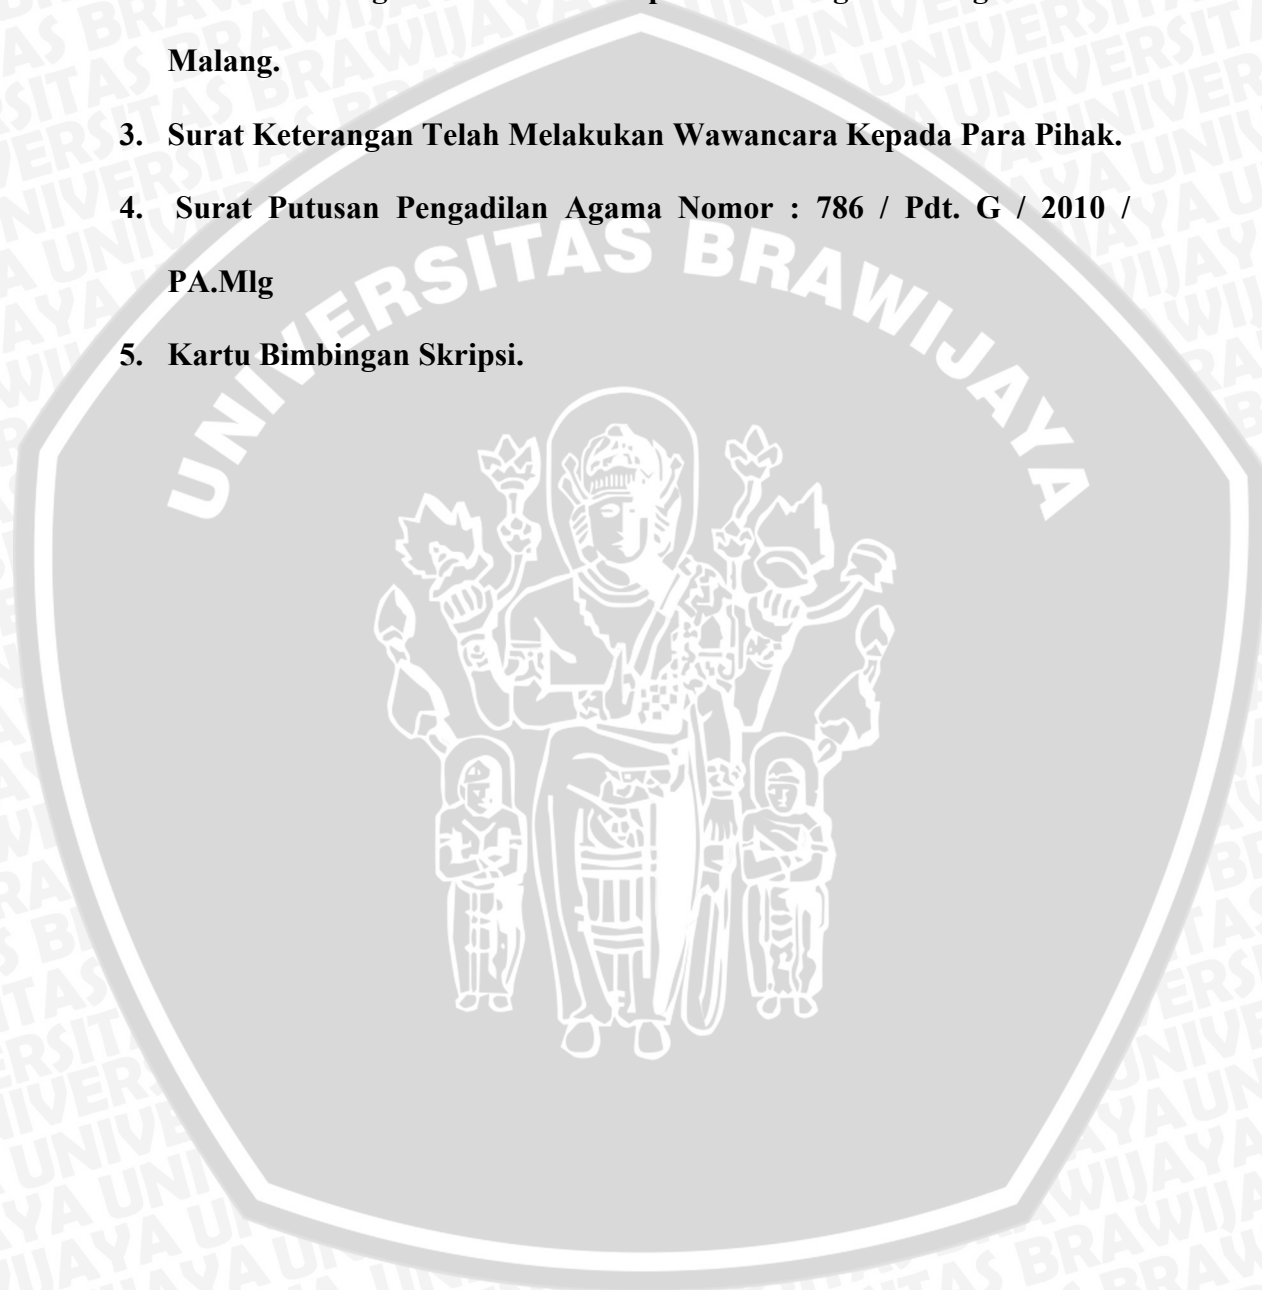 Malang.
3. Surat Keterangan Telah Melakukan Wawancara Kepada Para Pihak.
4. Surat Putusan Pengadilan Agama Nomor : 786 / Pdt. G / 2010 /
PA.Mlg
5. Kartu Bimbingan Skripsi.
UNIVERSITAS BRAWIJAYA